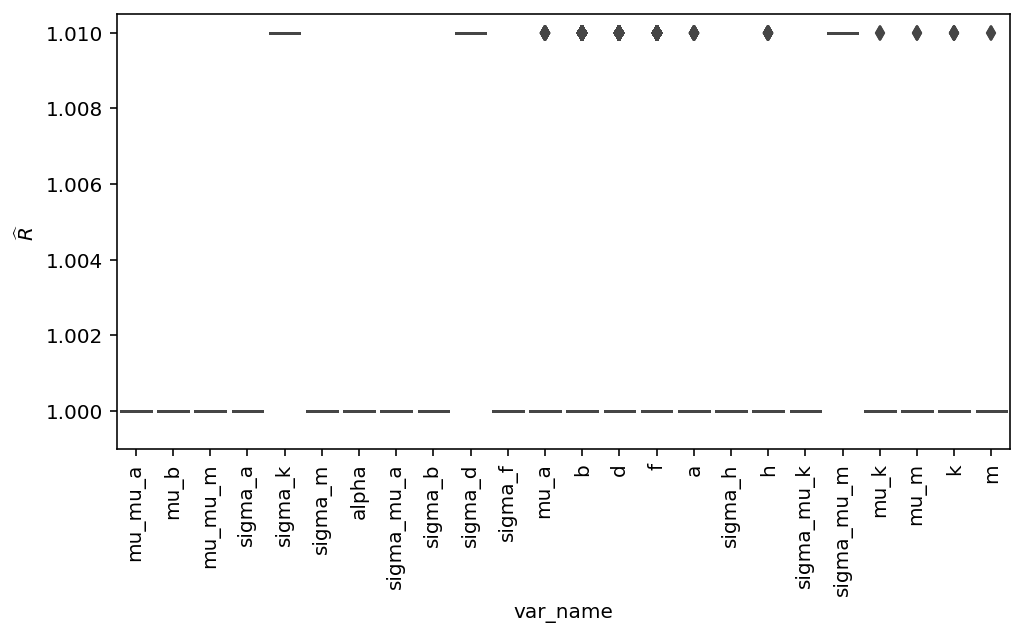 1.010
1.008
1.006
1.004
1.002
1.000
R̂
mu_mu_a
mu_b
mu_mu_m
sigma_a
sigma_k
sigma_m
alpha
sigma_mu_a
sigma_b
sigma_d
sigma_f
mu_a
b
d
f
a
sigma_h
h
sigma_mu_k
sigma_mu_m
mu_k
mu_m
k
m
var_name